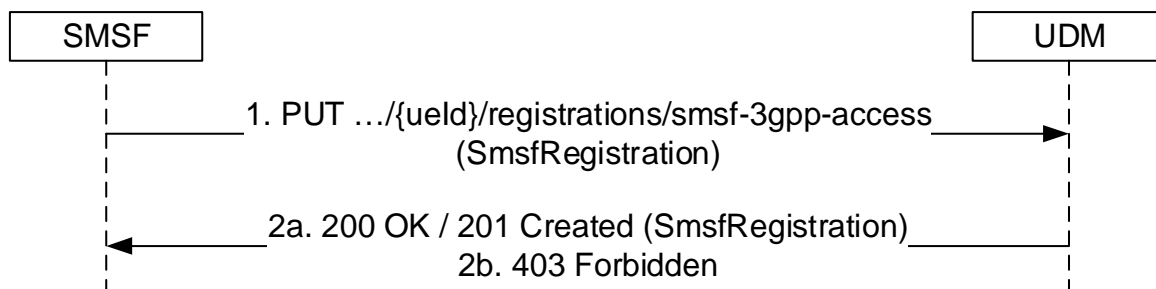 SMSF
UDM
1. PUT …/{ueId}/registrations/smsf-3gpp-access
(SmsfRegistration)
2a. 200 OK / 201 Created (SmsfRegistration)
2b. 403 Forbidden